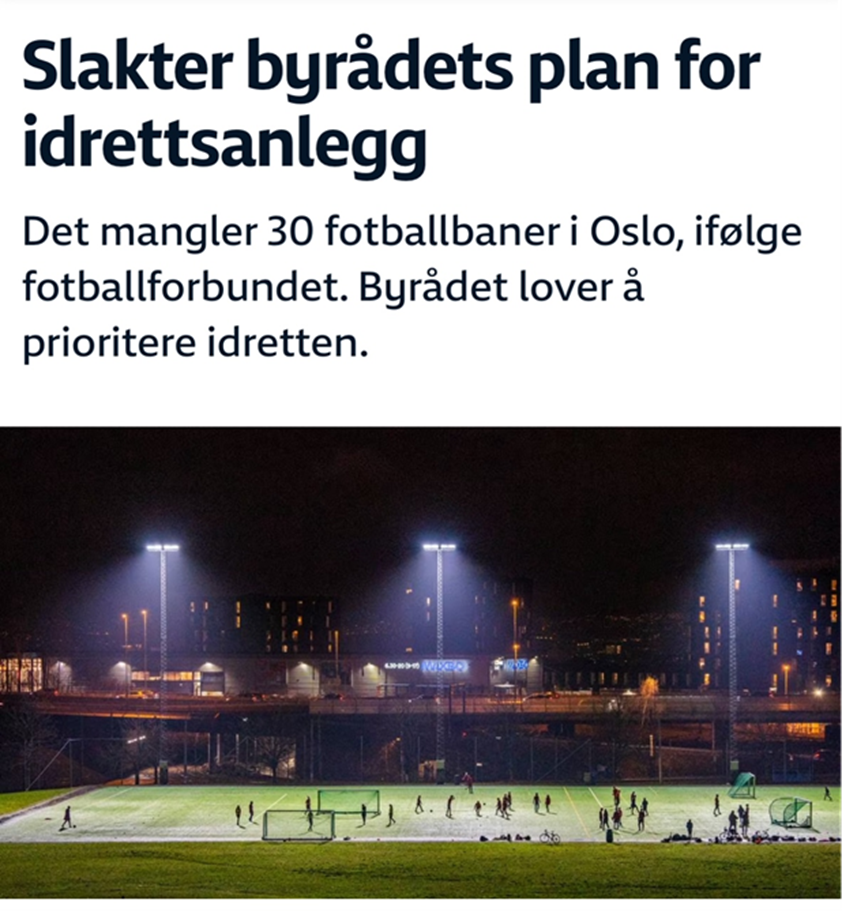 Slakter byrådets plan for
idrettsanlegg
Det mangler 30 fotballbaner i Oslo, ifølge
fotballforbundet. Byrådet lover å
prioritere idretten.